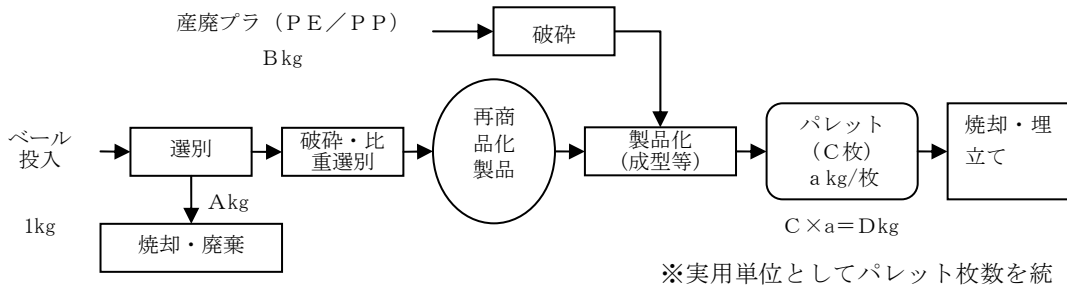 産廃プラ（ＰＥ／ＰＰ）
Ｂkg
破砕
ベール
投入
1kg
選別
Ａkg
焼却・廃棄
破砕・比
重選別
再商
品化
製品
製品化
(成型等)
パレット
（Ｃ枚）
ａkg/枚
Ｃ×ａ＝Ｄkg
焼却・埋
立て
※実用単位としてパレット枚数を統